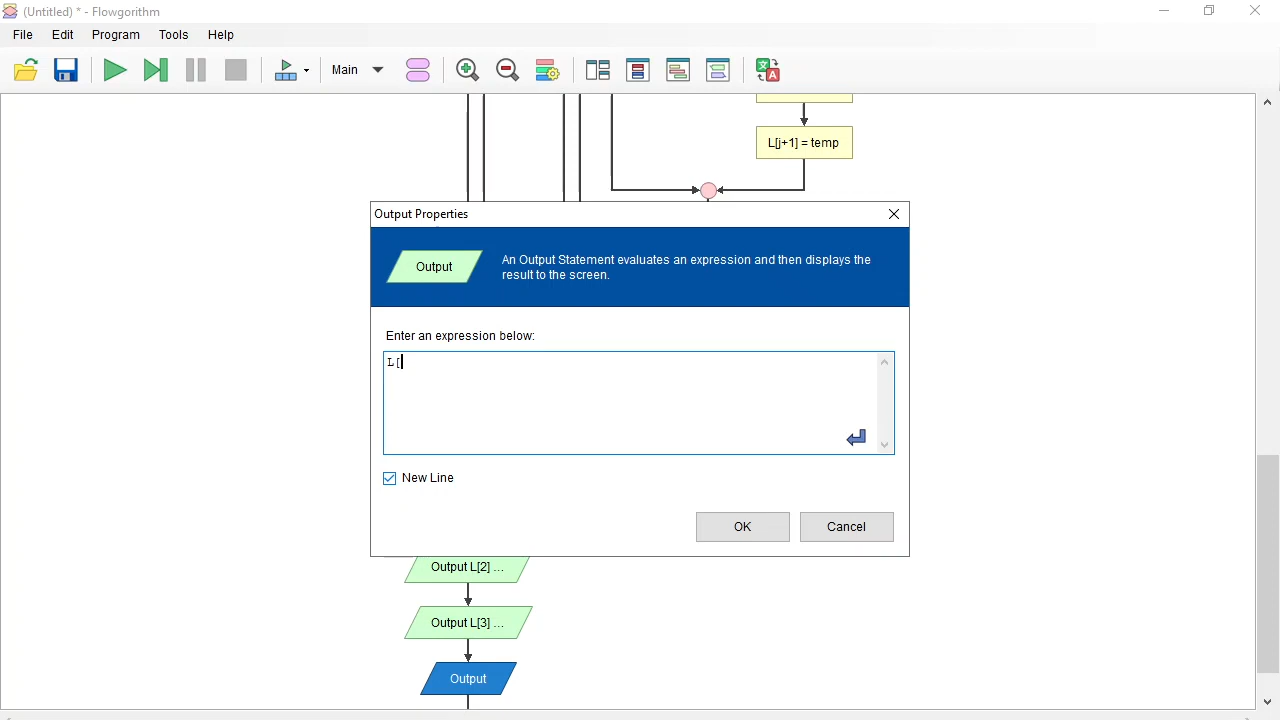 (Untitled) * - Flowgorithm
File Edit Program Tools Help
Main
L[j+1] = temp
Output Properties
Output
An Output Statement evaluates an expression and then displays the
result to the screen.
Enter an expression below:
L[
New Line
OK Cancel
Output L[2] ...
Output L[3] ...
Output